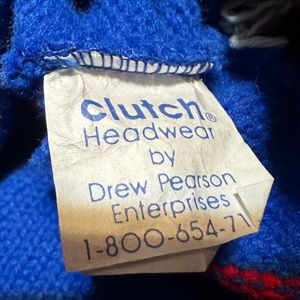 Clutch®
Headwear
by
Drew Pearson
Enterprises
1-800-654-71